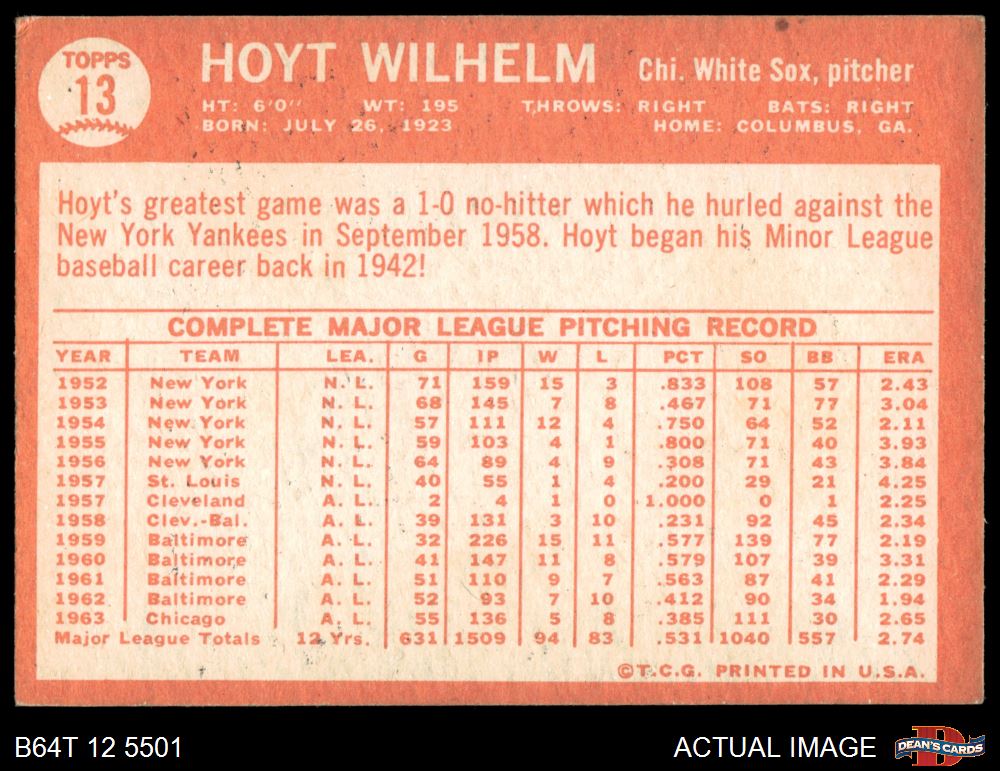 TOPPS
13
HOYT WILHELM Chi. White Sox, pitcher
HT: 6'0" WT: 195 THROWS: RIGHT BATS: RIGHT
BORN: JULY 26, 1923 HOME: COLUMBUS, GA.
Hoyt's greatest game was a 1-0 no-hitter which he hurled against the
New York Yankees in September 1958. Hoyt began his Minor League
baseball career back in 1942!
COMPLETE MAJOR LEAGUE PITCHING RECORD
YEAR TEAM LEA. G IP W L PCT SO BB ERA
1952 New York N. L. 71 159 15 3 .833 108 57 2.43
1953 New York N. L. 68 145 7 8 .467 71 77 3.04
1954 New York N. L. 57 111 12 4 .750 64 52 2.11
1955 New York N. L. 59 103 4 1 .800 71 40 3.93
1956 New York N. L. 64 89 4 9 .308 71 43 3.84
1957 St. Louis N. L. 40 55 1 4 .200 29 21 4.25
1957 Cleveland A. L. 2 4 1 0 1.000 0 1 2.25
1958 Clev.-Bal. A. L. 39 131 3 10 .231 92 45 2.34
1959 Baltimore A. L. 32 226 15 11 .577 139 77 2.19
1960 Baltimore A. L. 41 147 11 8 .579 107 39 3.31
1961 Baltimore A. L. 51 110 9 7 .563 87 41 2.29
1962 Baltimore A. L. 52 93 7 10 .412 90 34 1.94
1963 Chicago A. L. 55 136 5 8 .385 111 30 2.65
Major League Totals 12 Yrs. 631 1509 94 83 .531 1040 557 2.74
©T.C.G. PRINTED IN U.S.A.
B64T 12 5501 ACTUAL IMAGE DEAN'S CARDS